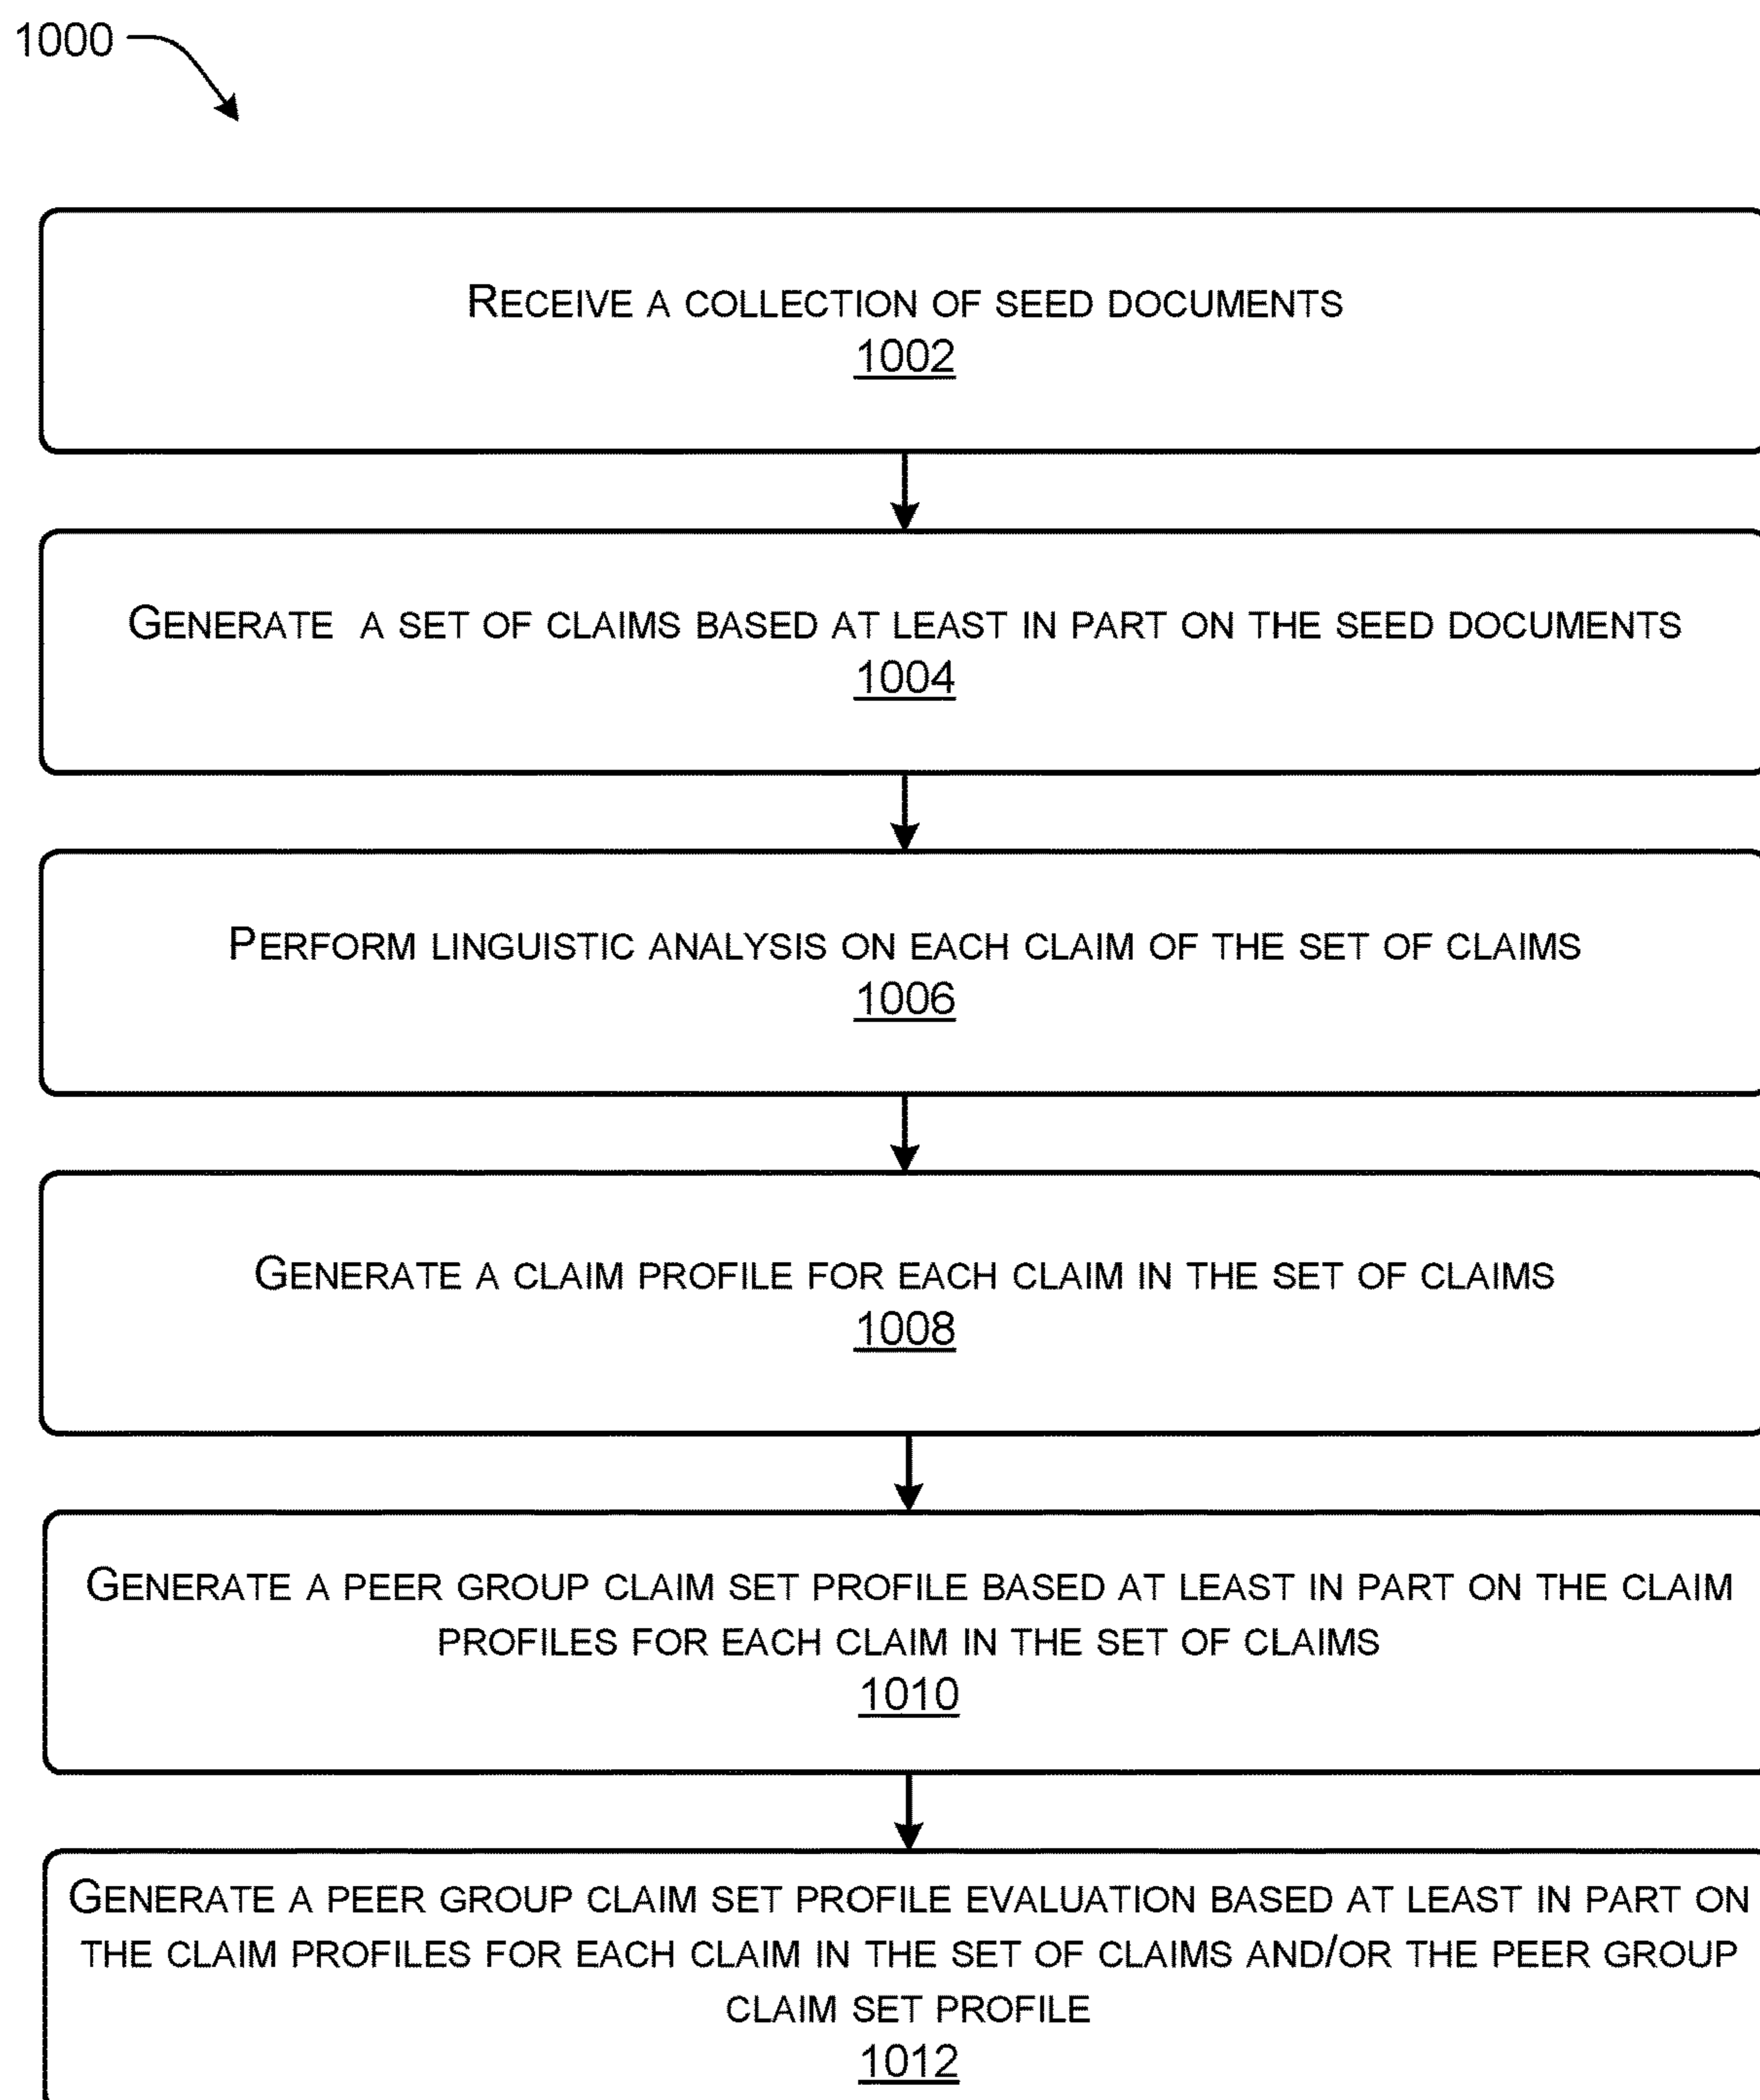 1000
RECEIVE A COLLECTION OF SEED DOCUMENTS
1002
GENERATE A SET OF CLAIMS BASED AT LEAST IN PART ON THE SEED DOCUMENTS
1004
PERFORM LINGUISTIC ANALYSIS ON EACH CLAIM OF THE SET OF CLAIMS
1006
GENERATE A CLAIM PROFILE FOR EACH CLAIM IN THE SET OF CLAIMS
1008
GENERATE A PEER GROUP CLAIM SET PROFILE BASED AT LEAST IN PART ON THE CLAIM
PROFILES FOR EACH CLAIM IN THE SET OF CLAIMS
1010
GENERATE A PEER GROUP CLAIM SET PROFILE EVALUATION BASED AT LEAST IN PART ON
THE CLAIM PROFILES FOR EACH CLAIM IN THE SET OF CLAIMS AND/OR THE PEER GROUP
CLAIM SET PROFILE
1012